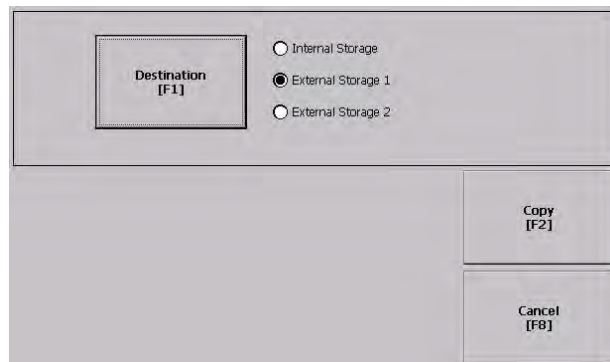 Destination
[F1]
Internal Storage
External Storage 1
External Storage 2
Copy
[F2]
Cancel
[F8]